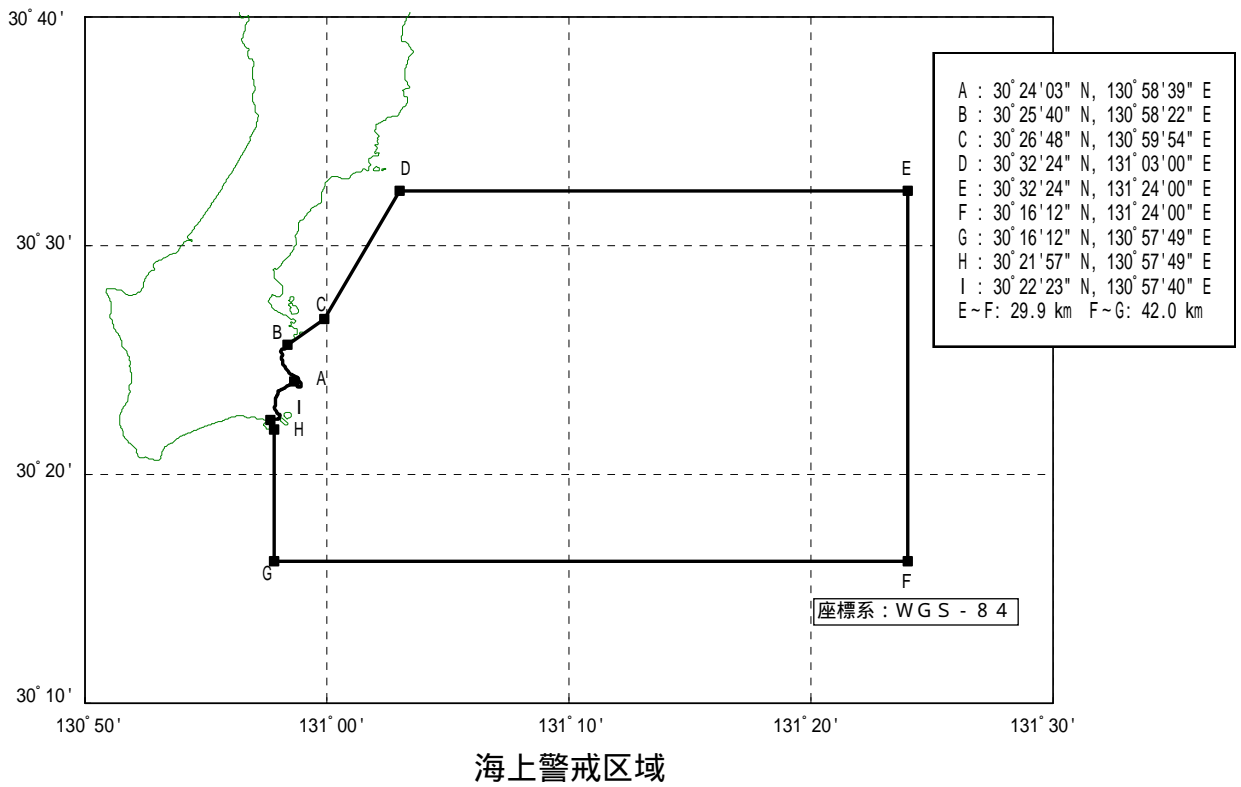 30°40'
A : 30°24'03" N, 130°58'39" E
B : 30°25'40" N, 130°58'22" E
C : 30°26'48" N, 130°59'54" E
D : 30°32'24" N, 131°03'00" E
E : 30°32'24" N, 131°24'00" E
F : 30°16'12" N, 131°24'00" E
G : 30°16'12" N, 130°57'49" E
H : 30°21'57" N, 130°57'49" E
I : 30°22'23" N, 130°57'40" E
E~F: 29.9 km F~G: 42.0 km
D
E
30°30'
C
B
A
I
H
30°20'
G
F
座標系：ＷＧＳ－８４
30°10'
130°50'
131°00'
131°10'
131°20'
131°30'
海上警戒区域